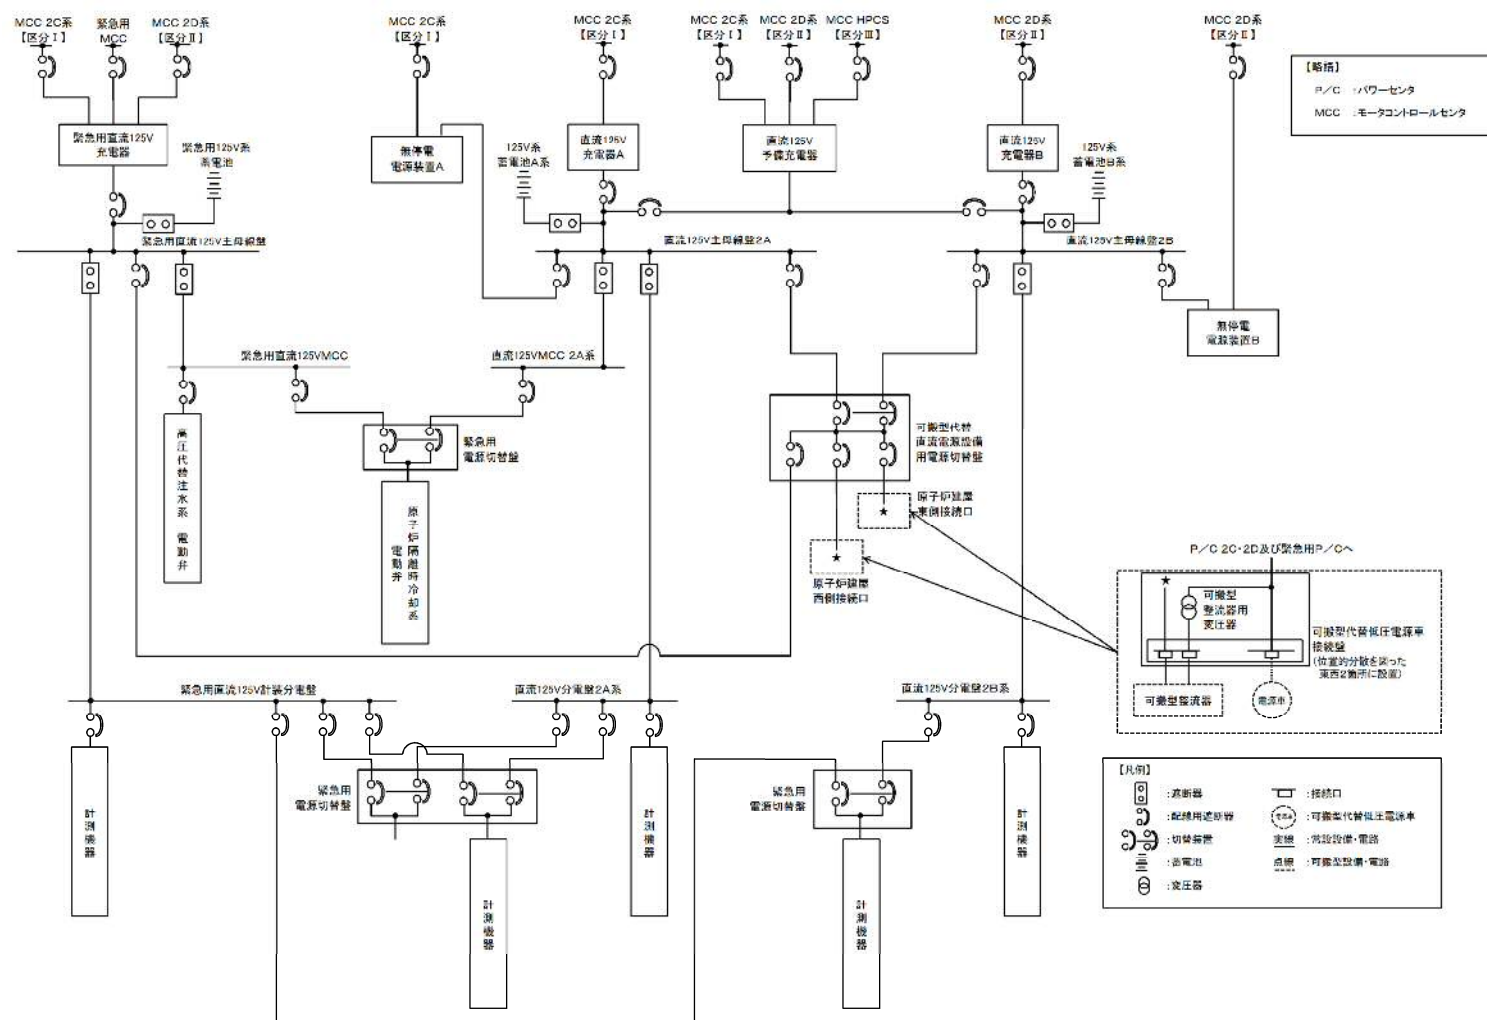 MCC 2C系
【区分Ⅰ】
緊急用
MCC
MCC 2D系
【区分Ⅱ】
MCC 2C系
【区分Ⅰ】
MCC 2C系
【区分Ⅰ】
MCC 2C系
【区分Ⅰ】
MCC 2D系
【区分Ⅱ】
MCC HPCS
【区分Ⅲ】
MCC 2D系
【区分Ⅱ】
MCC 2D系
【区分Ⅱ】
【略語】
P/C :パワーセンタ
MCC :モータコントロールセンタ
緊急用直流125V
充電器
緊急用125V系
蓄電池
無停電
電源装置A
125V系
蓄電池A系
直流125V
充電器A
直流125V
予備充電器
直流125V
充電器B
125V系
蓄電池B系
緊急用直流125V主母線盤
直流125V主母線盤2A
直流125V主母線盤2B
無停電
電源装置B
緊急用直流125VMCC
直流125VMCC 2A系
高圧代替注水系 電動弁
緊急用
電源切替盤
原子炉隔離時冷却系
電動弁
可搬型代替
直流電源設備
用電源切替盤
原子炉建屋
東側接続口
★
★
原子炉建屋
西側接続口
P/C 2C・2D及び緊急用P/Cへ
★
可搬型
整流器用
変圧器
可搬型代替低圧電源車
接続盤
(位置的分散を図った
東西2箇所に設置)
可搬型整流器
電源車
緊急用直流125V計装分電盤
直流125V分電盤2A系
直流125V分電盤2B系
計測機器
緊急用
電源切替盤
計測機器
計測機器
緊急用
電源切替盤
計測機器
計測機器
【凡例】
:遮断器
:配線用遮断器
:切替装置
:蓄電池
:変圧器
:接続口
電源車 :可搬型代替低圧電源車
実線 :常設設備・電路
点線 :可搬型設備・電路